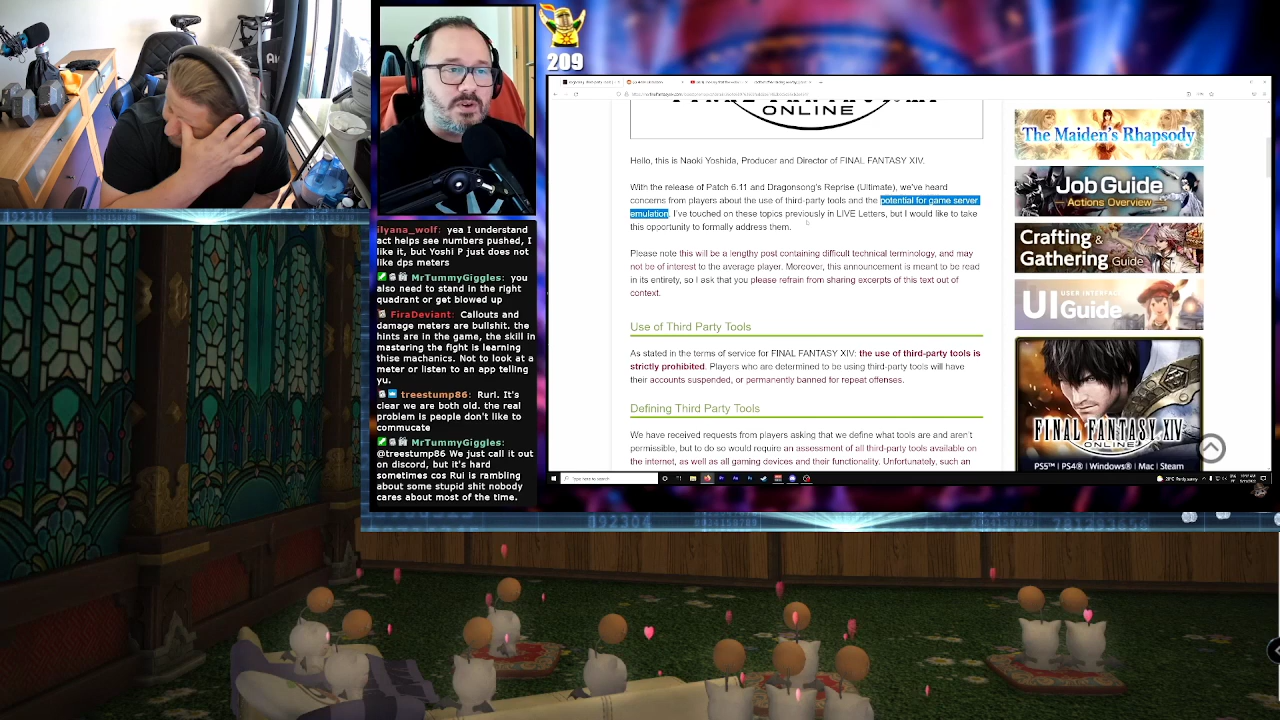 209
ONLINE
Hello, this is Naoki Yoshida, Producer and Director of FINAL FANTASY XIV.
With the release of Patch 6.11 and Dragonsong's Reprise (Ultimate), we've heard
concerns from players about the use of third-party tools and the potential for game server
emulation. I've touched on these topics previously in LIVE Letters, but I would like to take
this opportunity to formally address them.
Please note this will be a lengthy post containing difficult technical terminology, and may
not be of interest to the average player. Moreover, this announcement is meant to be read
in its entirety, so I ask that you please refrain from sharing excerpts of this text out of
context.
Use of Third Party Tools
As stated in the terms of service for FINAL FANTASY XIV: the use of third-party tools is
strictly prohibited. Players who are determined to be using third-party tools will have
their accounts suspended, or permanently banned for repeat offenses.
Defining Third Party Tools
We have received requests from players asking that we define what tools are and aren't
permissible, but to do so would require an assessment of all third-party tools available on
the internet, as well as all gaming devices and their functionality. Unfortunately, such an
The Maiden's Rhapsody
Job Guide
Actions Overview
Crafting &
Gathering Guide
USER INTERFACE
UI Guide
FINAL FANTASY XIV
ONLINE
PS5™ | PS4® | Windows® | Mac | Steam
Type here to search
ilyana_wolf: yea I understand
act helps see numbers pushed, I
like it, but Yoshi P just does not
like dps meters
MrTummyGiggles: you
also need to stand in the right
quadrant or get blowed up
FiraDeviant: Callouts and
damage meters are bullshit. the
hints are in the game, the skill in
mastering the fight is learning
thise machanics. Not to look at a
meter or listen to an app telling
yu.
treestump86: Ruri. It's
clear we are both old. the real
problem is people don't like to
commucate
MrTummyGiggles:
@treestump86 We just call it out
on discord, but it's hard
sometimes cos Rui is rambling
about some stupid shit nobody
cares about most of the time.
892304
892304
781293656